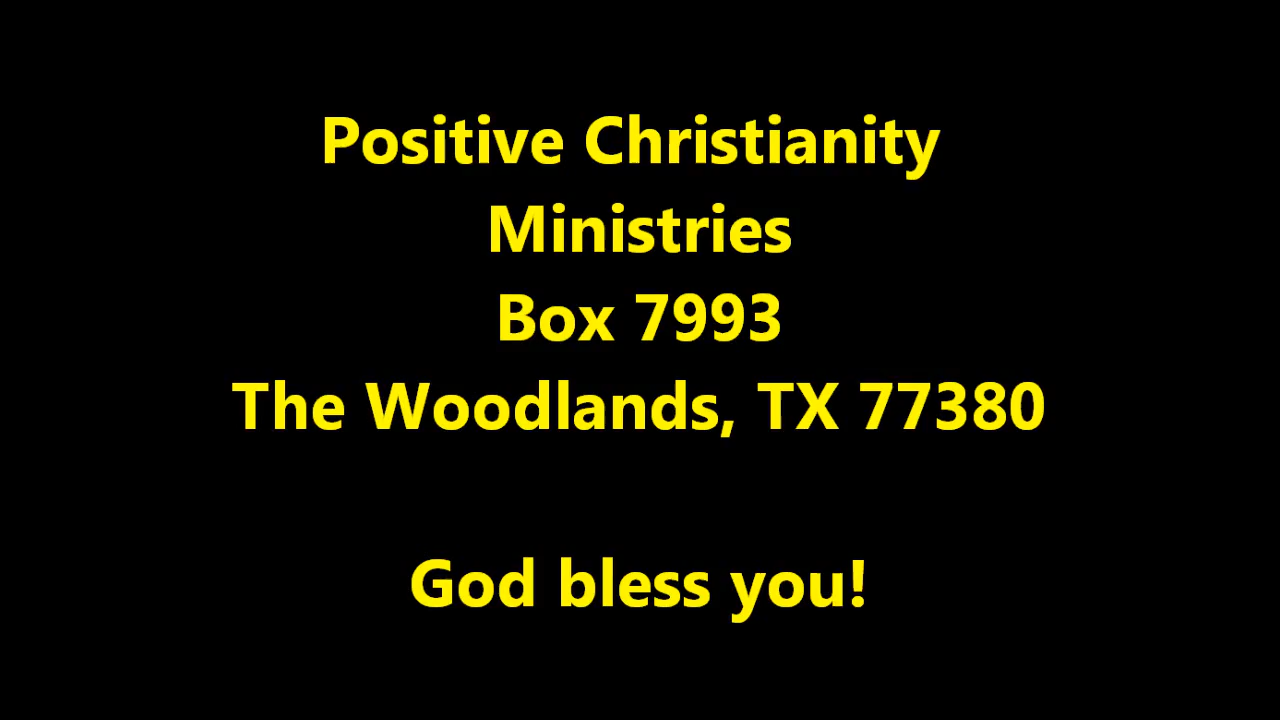 Positive Christianity
Ministries
Box 7993
The Woodlands, TX 77380
God bless you!